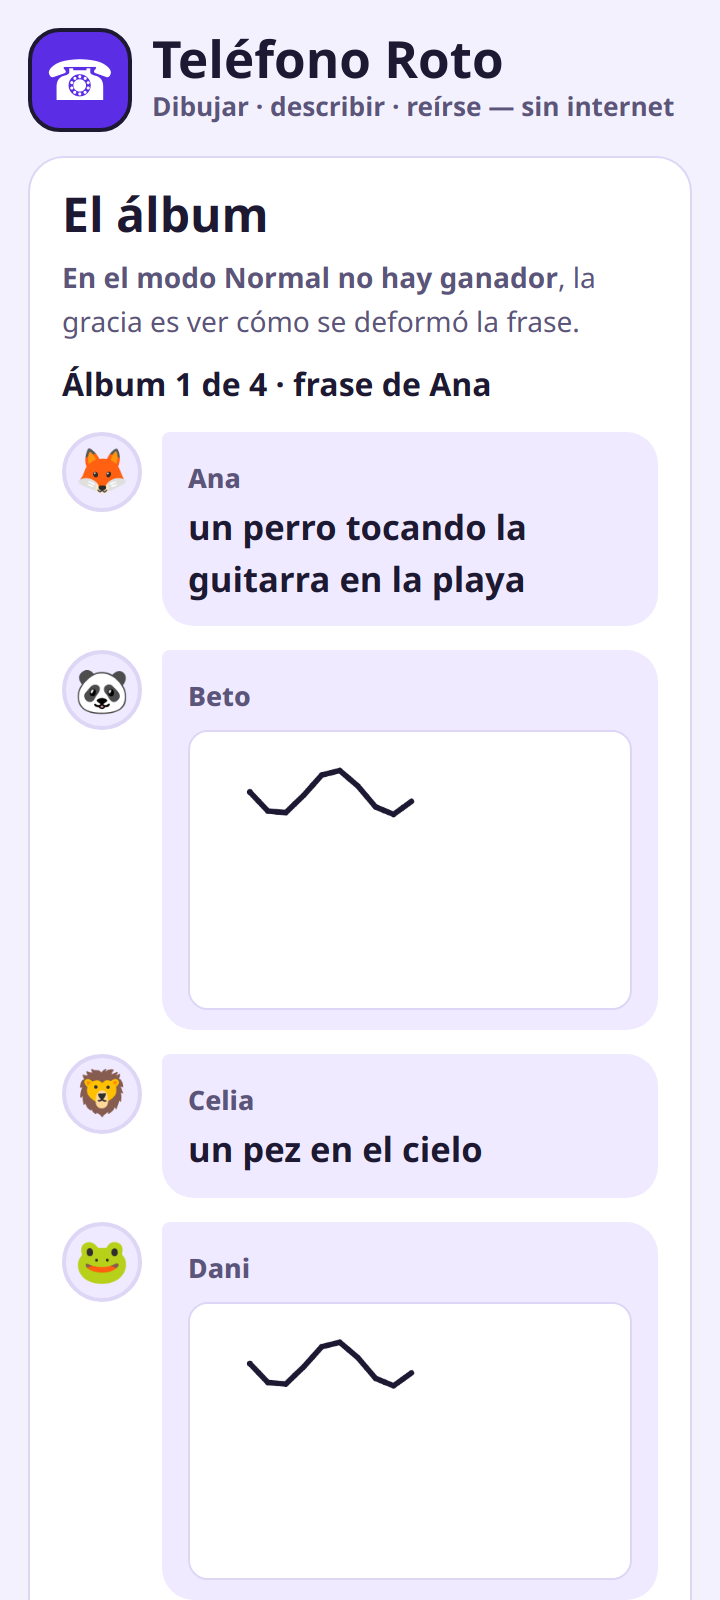 Teléfono Roto
Dibujar · describir · reírse — sin internet
El álbum
En el modo Normal no hay ganador, la
gracia es ver cómo se deformó la frase.
Álbum 1 de 4 · frase de Ana
Ana
un perro tocando la
guitarra en la playa
Beto
Celia
un pez en el cielo
Dani